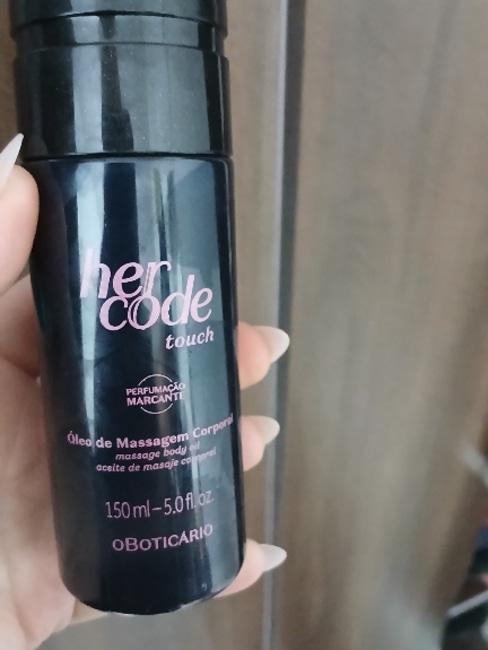 her
code
touch
PERFUMAÇÃO
MARCANTE
Óleo de Massagem Corporal
massage body oil
aceite de masaje corporal
150 ml – 5.0 fl. oz.
oBOTICÁRIO